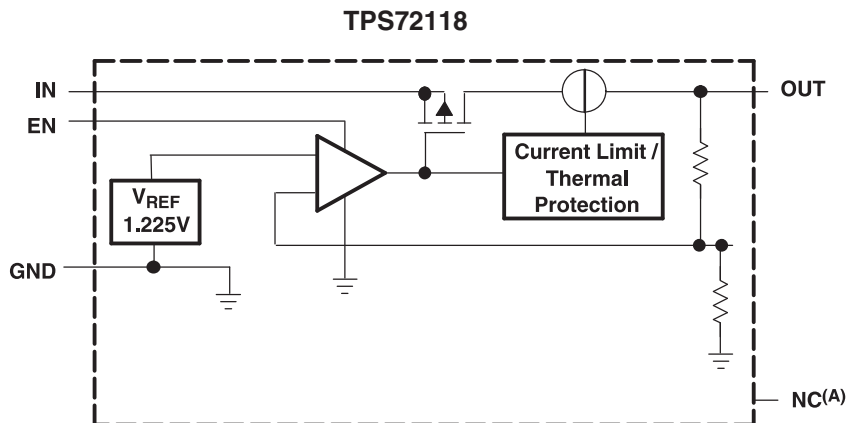 TPS72118
IN
OUT
EN
Current Limit /
Thermal
Protection
VREF
1.225V
GND
NC(A)